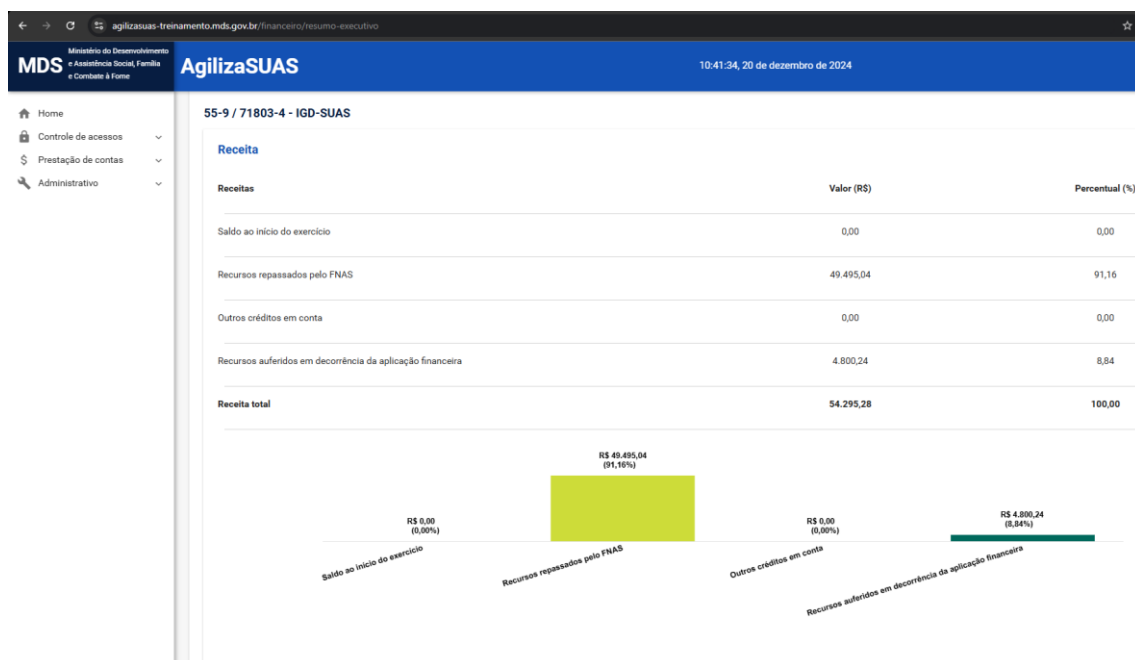 agilizasuas-treinamento.mds.gov.br/financeiro/resumo-executivo
MDS
Ministério do Desenvolvimento
e Assistência Social, Família
e Combate à Fome
AgilizaSUAS
10:41:34, 20 de dezembro de 2024
Home
Controle de acessos
Prestação de contas
Administrativo
55-9 / 71803-4 - IGD-SUAS
Receita
Receitas Valor (R$) Percentual (%)
Saldo ao início do exercício 0,00 0,00
Recursos repassados pelo FNAS 49.495,04 91,16
Outros créditos em conta 0,00 0,00
Recursos auferidos em decorrência da aplicação financeira 4.800,24 8,84
Receita total 54.295,28 100,00
R$ 0,00
(0,00%)
R$ 49.495,04
(91,16%)
R$ 0,00
(0,00%)
R$ 4.800,24
(8,84%)
Saldo ao início do exercício
Recursos repassados pelo FNAS
Outros créditos em conta
Recursos auferidos em decorrência da aplicação financeira